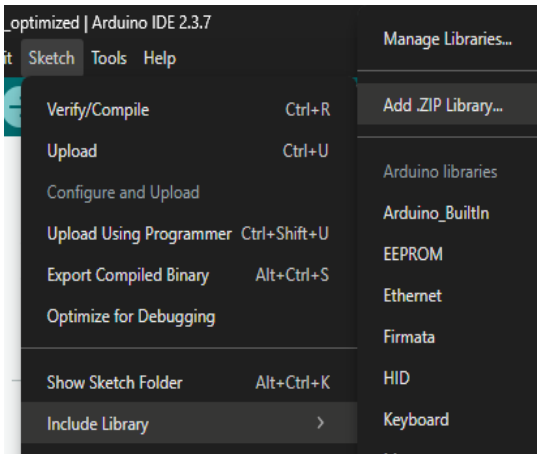 _optimized | Arduino IDE 2.3.7
it Sketch Tools Help
Verify/Compile Ctrl+R
Upload Ctrl+U
Configure and Upload
Upload Using Programmer Ctrl+Shift+U
Export Compiled Binary Alt+Ctrl+S
Optimize for Debugging
Show Sketch Folder Alt+Ctrl+K
Include Library >
Manage Libraries...
Add .ZIP Library...
Arduino libraries
Arduino_BuiltIn
EEPROM
Ethernet
Firmata
HID
Keyboard